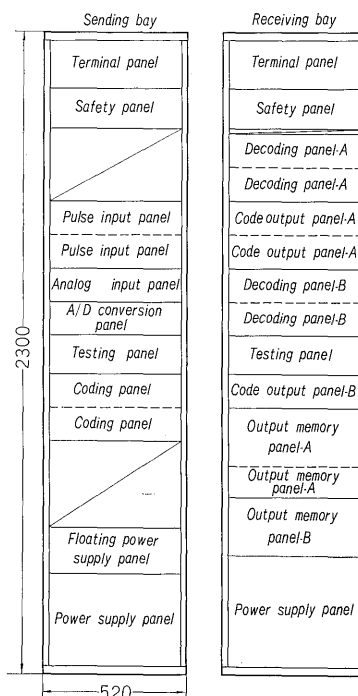 Sending bay
Terminal panel
Safety panel
Pulse input panel
Pulse input panel
Analog input panel
A/D conversion
panel
Testing panel
Coding panel
Coding panel
Floating power
supply panel
Power supply panel
2300
520
Receiving bay
Terminal panel
Safety panel
Decoding panel-A
Decoding panel-A
Code output panel-A
Code output panel-A
Decoding panel-B
Decoding panel-B
Testing panel
Code output panel-B
Output memory
panel-A
Output memory
panel-A
Output memory
panel-B
Power supply panel